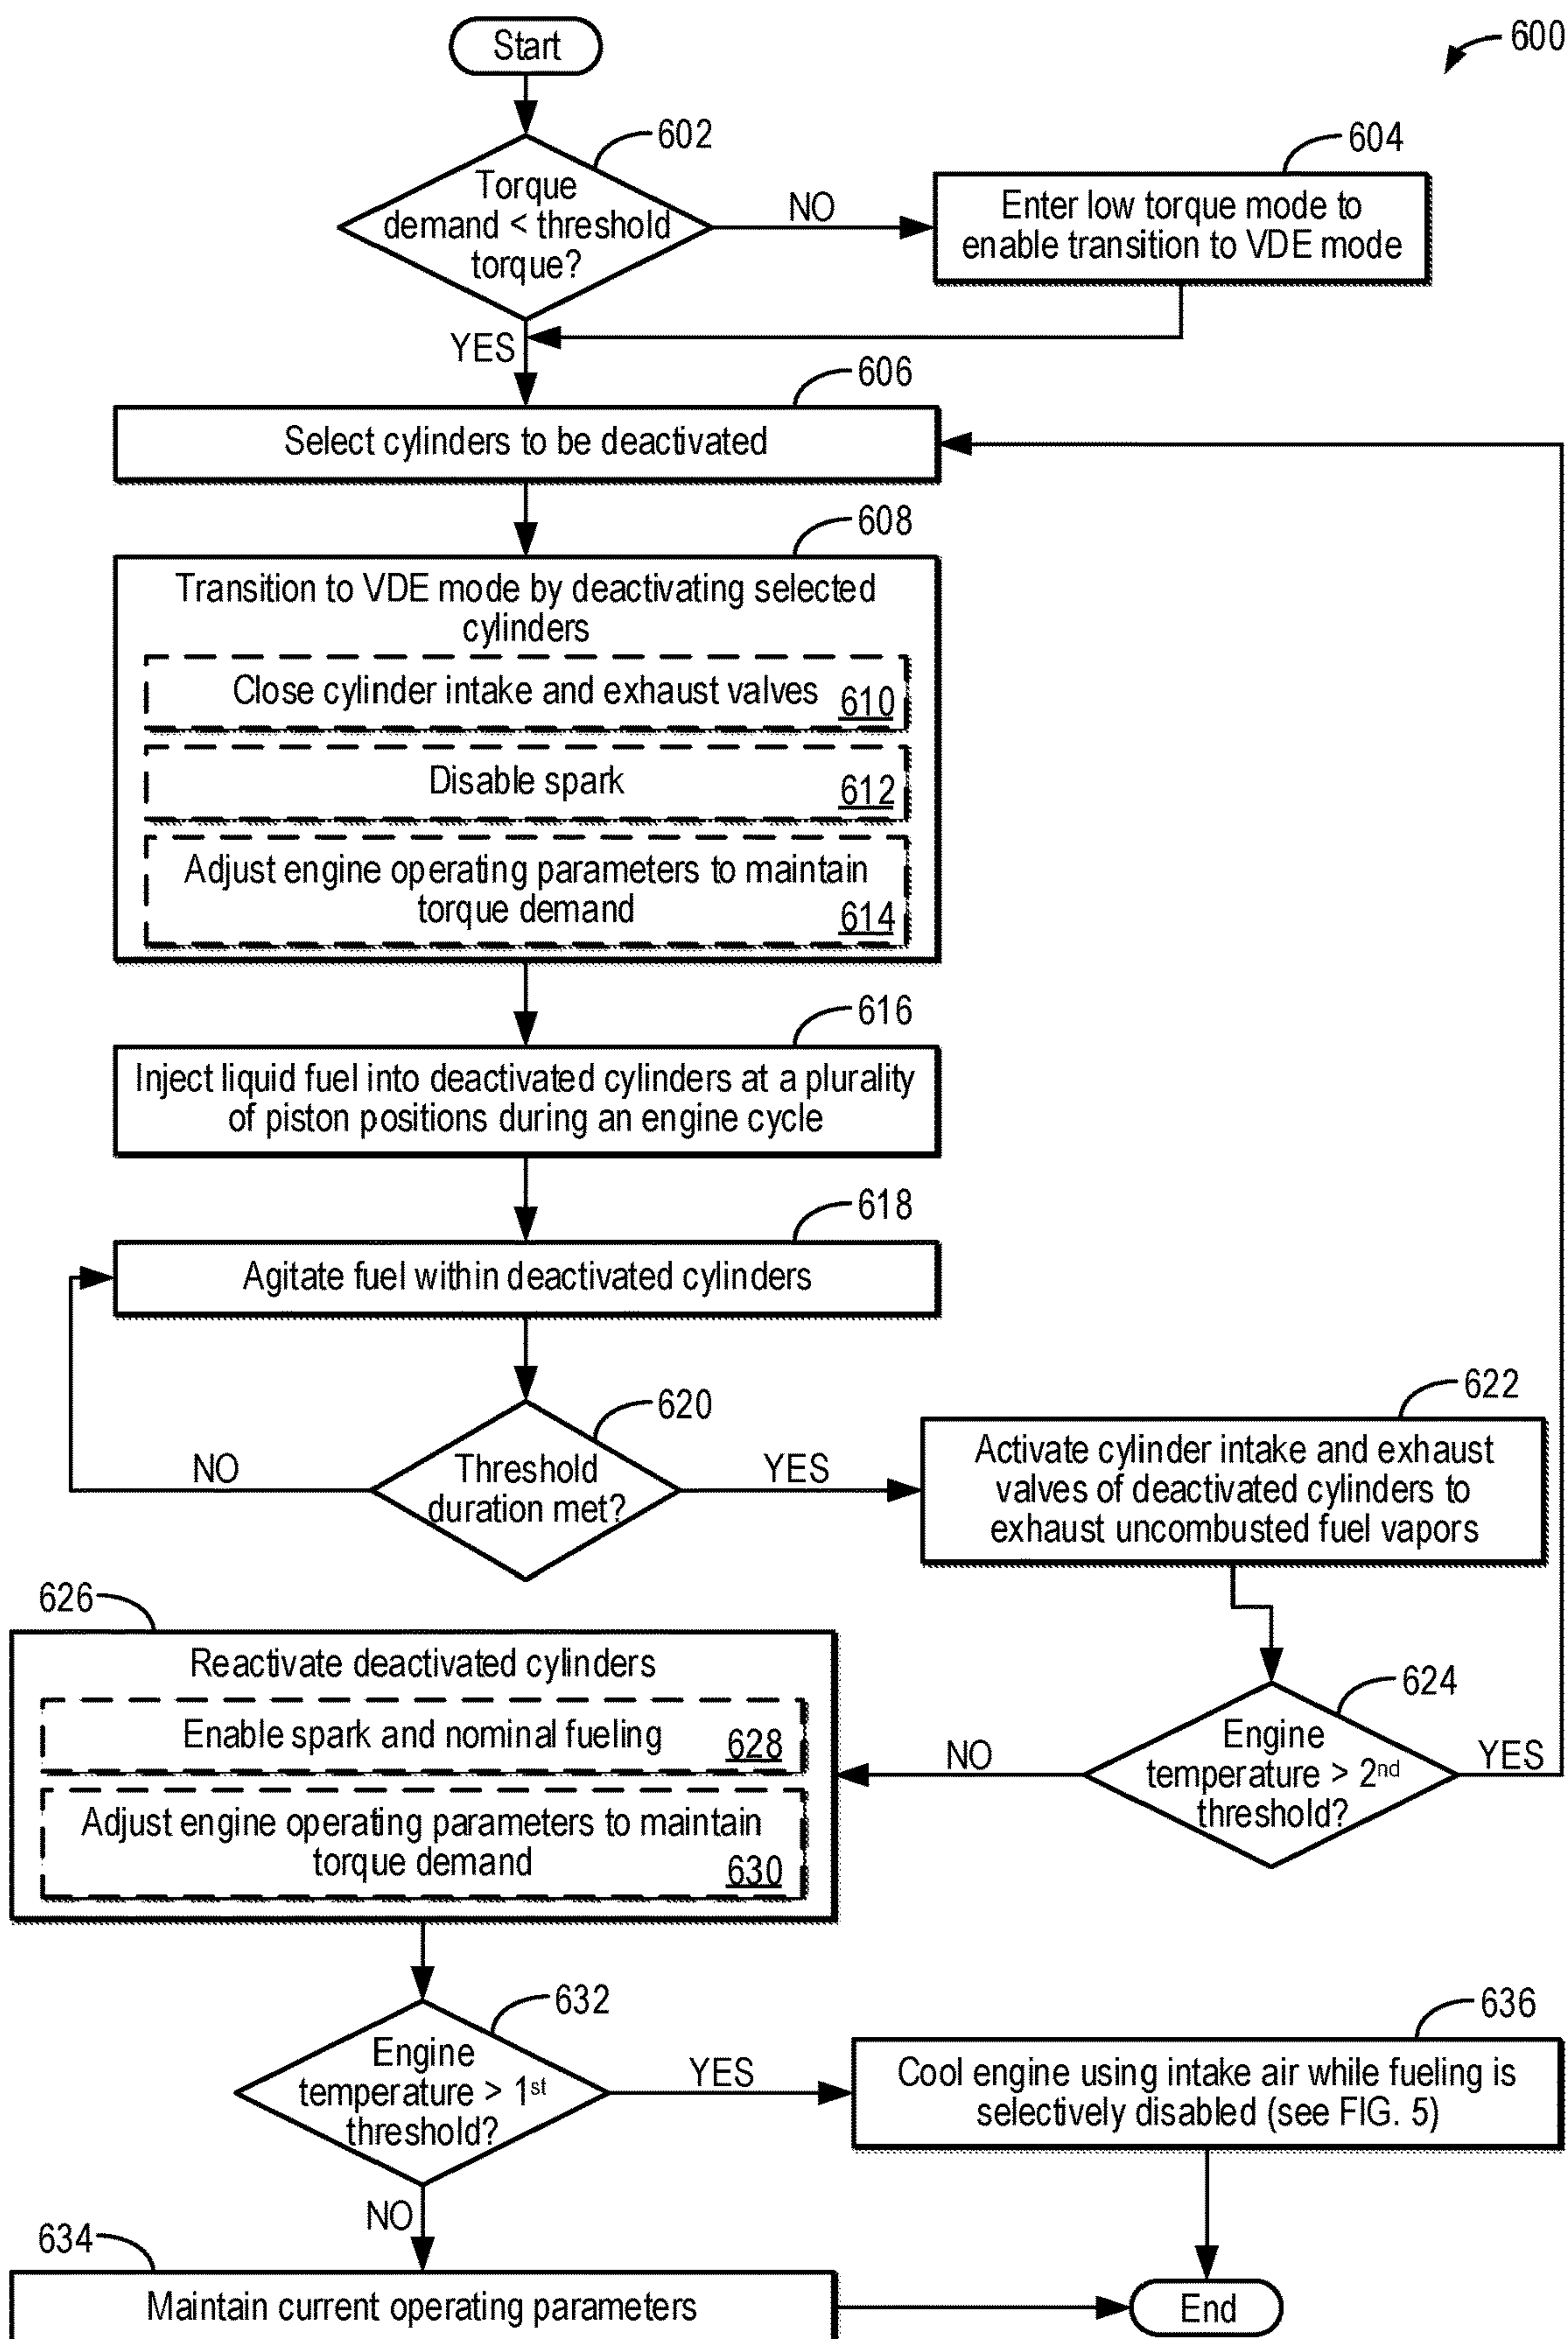 600
Start
602
Torque
demand < threshold
torque?
NO
YES
604
Enter low torque mode to
enable transition to VDE mode
606
Select cylinders to be deactivated
608
Transition to VDE mode by deactivating selected
cylinders
Close cylinder intake and exhaust valves 610
Disable spark 612
Adjust engine operating parameters to maintain
torque demand 614
616
Inject liquid fuel into deactivated cylinders at a plurality
of piston positions during an engine cycle
618
Agitate fuel within deactivated cylinders
620
Threshold
duration met?
NO
YES
622
Activate cylinder intake and exhaust
valves of deactivated cylinders to
exhaust uncombusted fuel vapors
624
Engine
temperature > 2nd
threshold?
YES
NO
626
Reactivate deactivated cylinders
Enable spark and nominal fueling 628
Adjust engine operating parameters to maintain
torque demand 630
632
Engine
temperature > 1st
threshold?
YES
NO
636
Cool engine using intake air while fueling is
selectively disabled (see FIG. 5)
634
Maintain current operating parameters
End